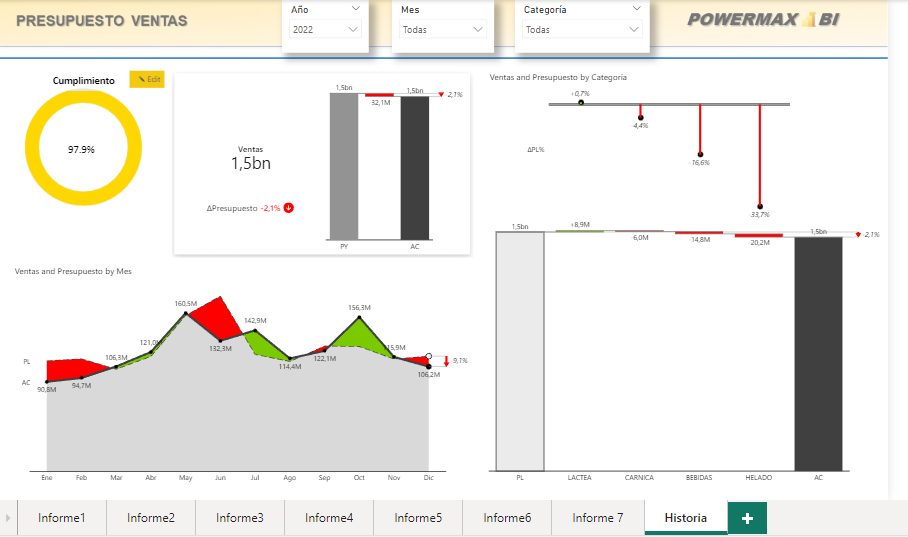 PRESUPUESTO VENTAS
Año
2022
Mes
Todas
Categoría
Todas
POWERMAX BI
Cumplimiento
Edit
97.9%
Ventas
1,5bn
ΔPresupuesto -2,1%
1,5bn
1,5bn
-32,1M
-2,1%
PY
AC
Ventas and Presupuesto by Categoria
+0,7%
-4,4%
ΔPL%
-16,6%
-33,7%
1,5bn
+8,9M
-6,0M
-14,8M
-20,2M
1,5bn
-2,1%
PL
LACTEA
CARNICA
BEBIDAS
HELADO
AC
Ventas and Presupuesto by Mes
PL
AC
90,8M
94,7M
106,3M
121,0M
160,5M
132,3M
142,9M
114,4M
122,1M
156,3M
115,9M
106,2M
-9,1%
Ene
Feb
Mar
Abr
May
Jun
Jul
Ago
Sep
Oct
Nov
Dic
Informe1
Informe2
Informe3
Informe4
Informe5
Informe6
Informe 7
Historia
+